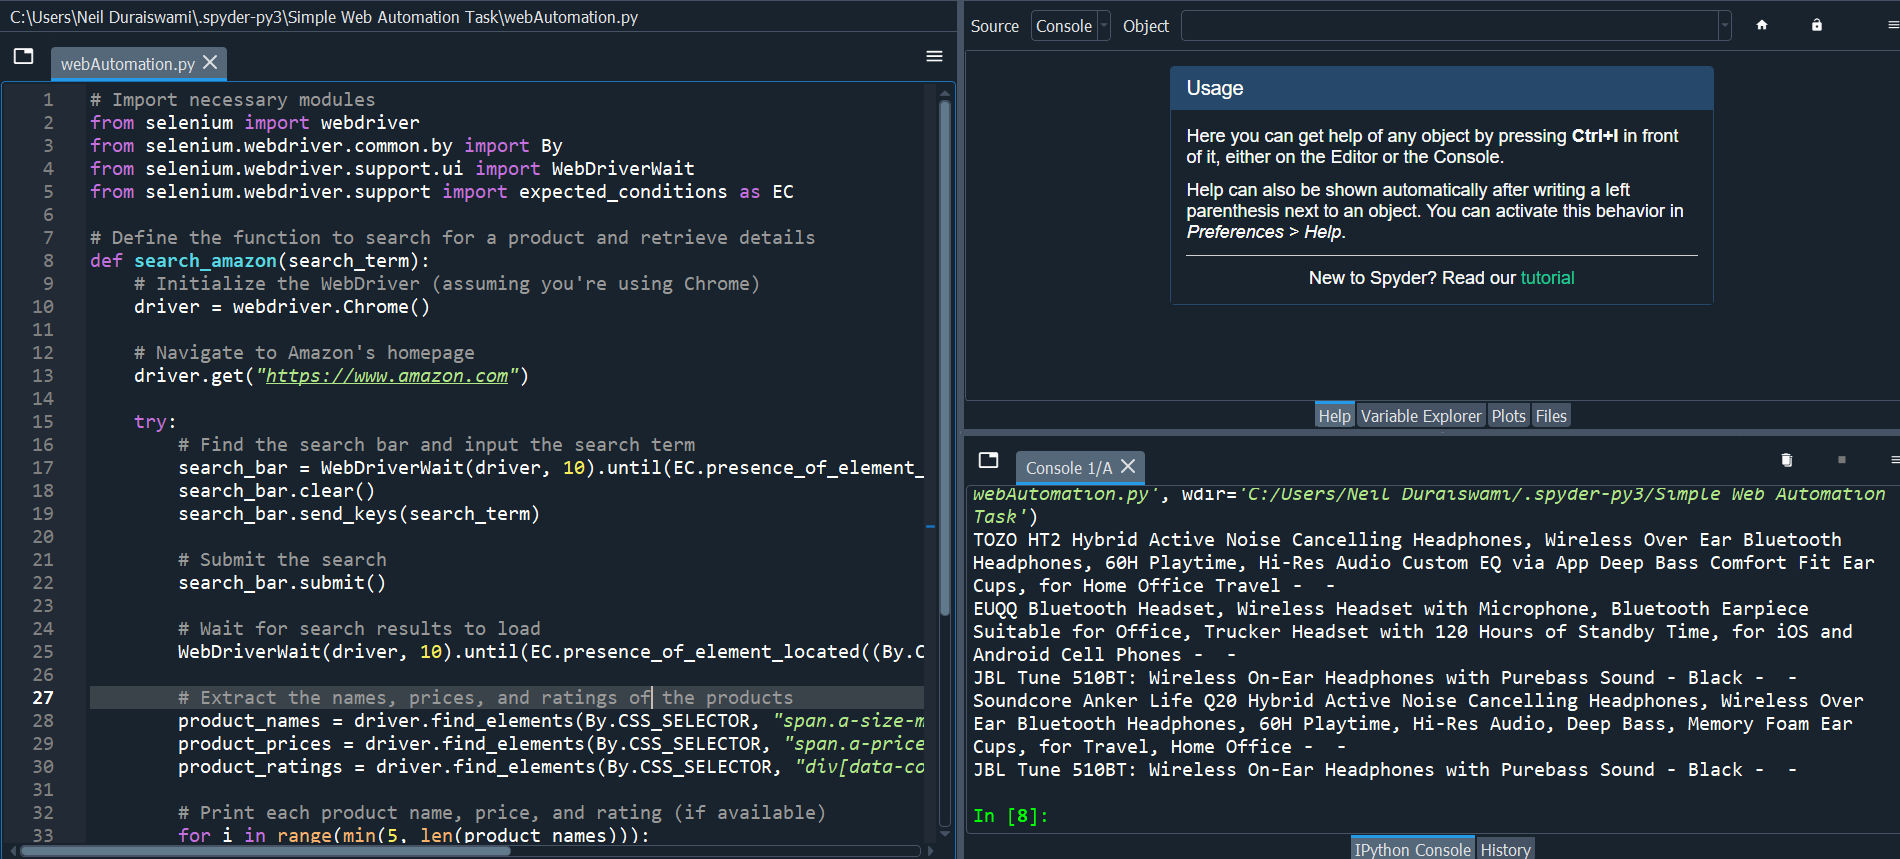 C:\Users\Neil Duraiswami\.spyder-py3\Simple Web Automation Task\webAutomation.py
webAutomation.py
1 # Import necessary modules
2 from selenium import webdriver
3 from selenium.webdriver.common.by import By
4 from selenium.webdriver.support.ui import WebDriverWait
5 from selenium.webdriver.support import expected_conditions as EC
6
7 # Define the function to search for a product and retrieve details
8 def search_amazon(search_term):
9 # Initialize the WebDriver (assuming you're using Chrome)
10 driver = webdriver.Chrome()
11
12 # Navigate to Amazon's homepage
13 driver.get("https://www.amazon.com")
14
15 try:
16 # Find the search bar and input the search term
17 search_bar = WebDriverWait(driver, 10).until(EC.presence_of_element_
18 search_bar.clear()
19 search_bar.send_keys(search_term)
20
21 # Submit the search
22 search_bar.submit()
23
24 # Wait for search results to load
25 WebDriverWait(driver, 10).until(EC.presence_of_element_located((By.C
26
27 # Extract the names, prices, and ratings of the products
28 product_names = driver.find_elements(By.CSS_SELECTOR, "span.a-size-m
29 product_prices = driver.find_elements(By.CSS_SELECTOR, "span.a-price
30 product_ratings = driver.find_elements(By.CSS_SELECTOR, "div[data-co
31
32 # Print each product name, price, and rating (if available)
33 for i in range(min(5, len(product_names))):
Source Console Object
Usage
Here you can get help of any object by pressing Ctrl+I in front
of it, either on the Editor or the Console.
Help can also be shown automatically after writing a left
parenthesis next to an object. You can activate this behavior in
Preferences > Help.
New to Spyder? Read our tutorial
Help Variable Explorer Plots Files
Console 1/A
webAutomation.py', wdir='C:/Users/Neil Duraiswami/.spyder-py3/Simple Web Automation
Task')
TOZO HT2 Hybrid Active Noise Cancelling Headphones, Wireless Over Ear Bluetooth
Headphones, 60H Playtime, Hi-Res Audio Custom EQ via App Deep Bass Comfort Fit Ear
Cups, for Home Office Travel -  -
EUQQ Bluetooth Headset, Wireless Headset with Microphone, Bluetooth Earpiece
Suitable for Office, Trucker Headset with 120 Hours of Standby Time, for iOS and
Android Cell Phones -  -
JBL Tune 510BT: Wireless On-Ear Headphones with Purebass Sound - Black -  -
Soundcore Anker Life Q20 Hybrid Active Noise Cancelling Headphones, Wireless Over
Ear Bluetooth Headphones, 60H Playtime, Hi-Res Audio, Deep Bass, Memory Foam Ear
Cups, for Travel, Home Office -  -
JBL Tune 510BT: Wireless On-Ear Headphones with Purebass Sound - Black -  -
In [8]:
IPython Console History